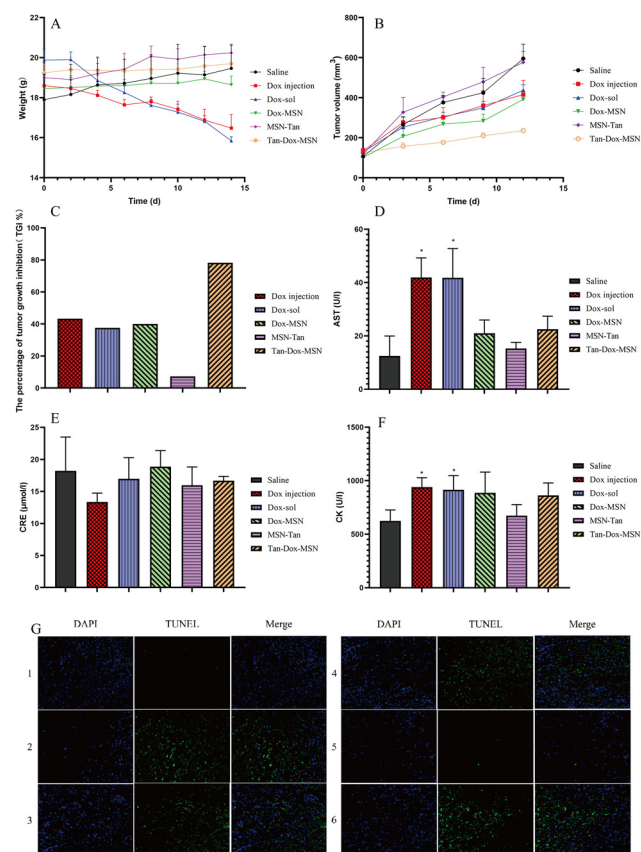 A
Weight (g)
22
20
18
16
14
0
5
10
15
Time (d)
Saline
Dox injection
Dox-sol
Dox-MSN
MSN-Tan
Tan-Dox-MSN
B
Tumor volume (mm3)
800
600
400
200
0
0
5
10
15
Time (d)
Saline
Dox injection
Dox-sol
Dox-MSN
MSN-Tan
Tan-Dox-MSN
C
The percentage of tumor growth inhibtion( TGI %)
100
80
60
40
20
0
Dox injection
Dox-sol
Dox-MSN
MSN-Tan
Tan-Dox-MSN
D
AST (U/l)
60
40
20
0
* *
Saline
Dox injection
Dox-sol
Dox-MSN
MSN-Tan
Tan-Dox-MSN
E
CRE (μmol/l)
25
20
15
10
5
0
Saline
Dox injection
Dox-sol
Dox-MSN
MSN-Tan
Tan-Dox-MSN
F
CK (U/l)
1500
1000
500
0
* *
Saline
Dox injection
Dox-sol
Dox-MSN
MSN-Tan
Tan-Dox-MSN
G
DAPI TUNEL Merge
1
2
3
DAPI TUNEL Merge
4
5
6